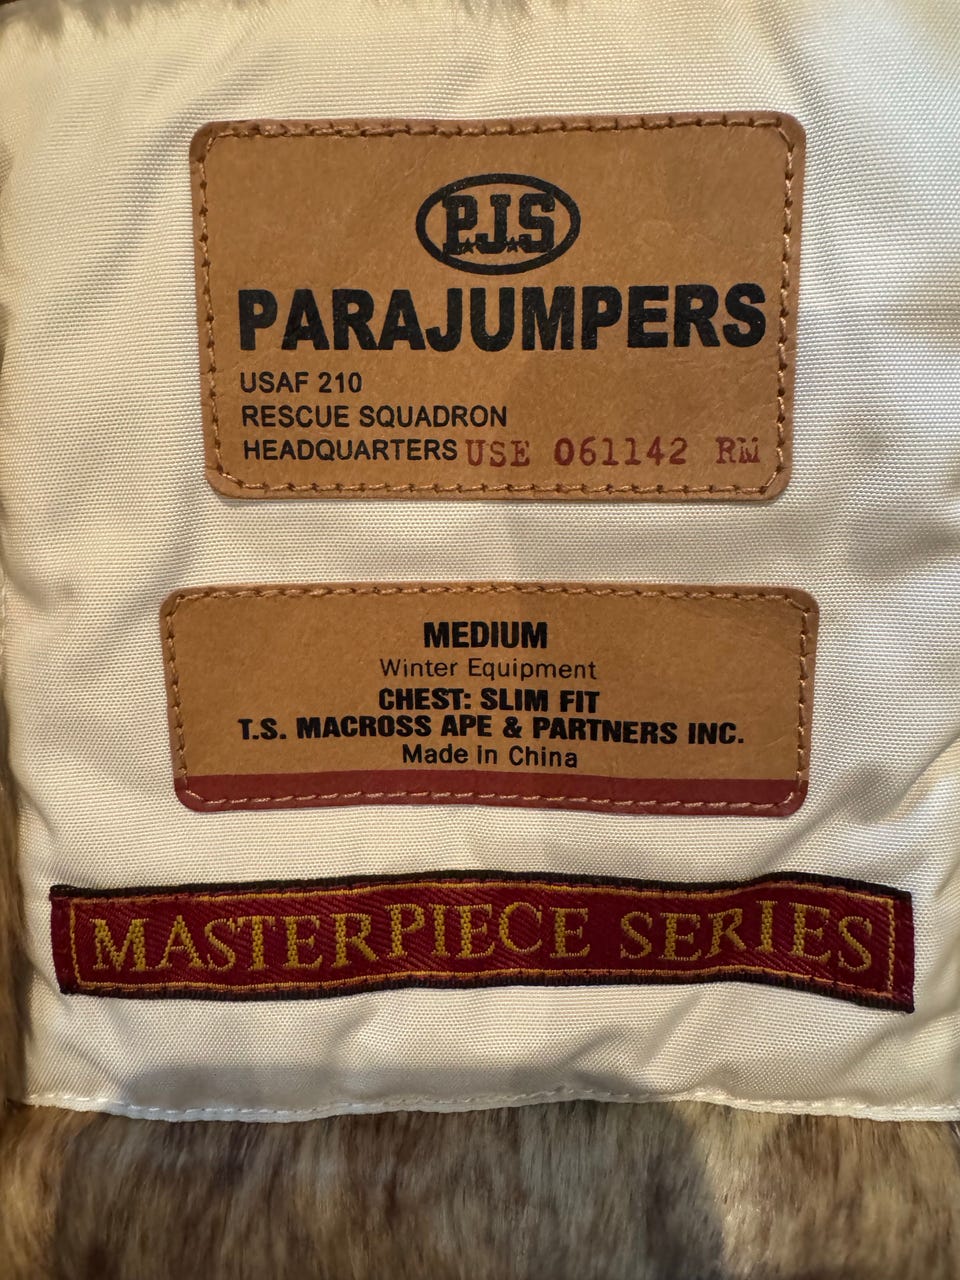 P.J.S
PARAJUMPERS
USAF 210
RESCUE SQUADRON
HEADQUARTERS USE 061142 RM
MEDIUM
Winter Equipment
CHEST: SLIM FIT
T.S. MACROSS APE & PARTNERS INC.
Made in China
MASTERPIECE SERIES